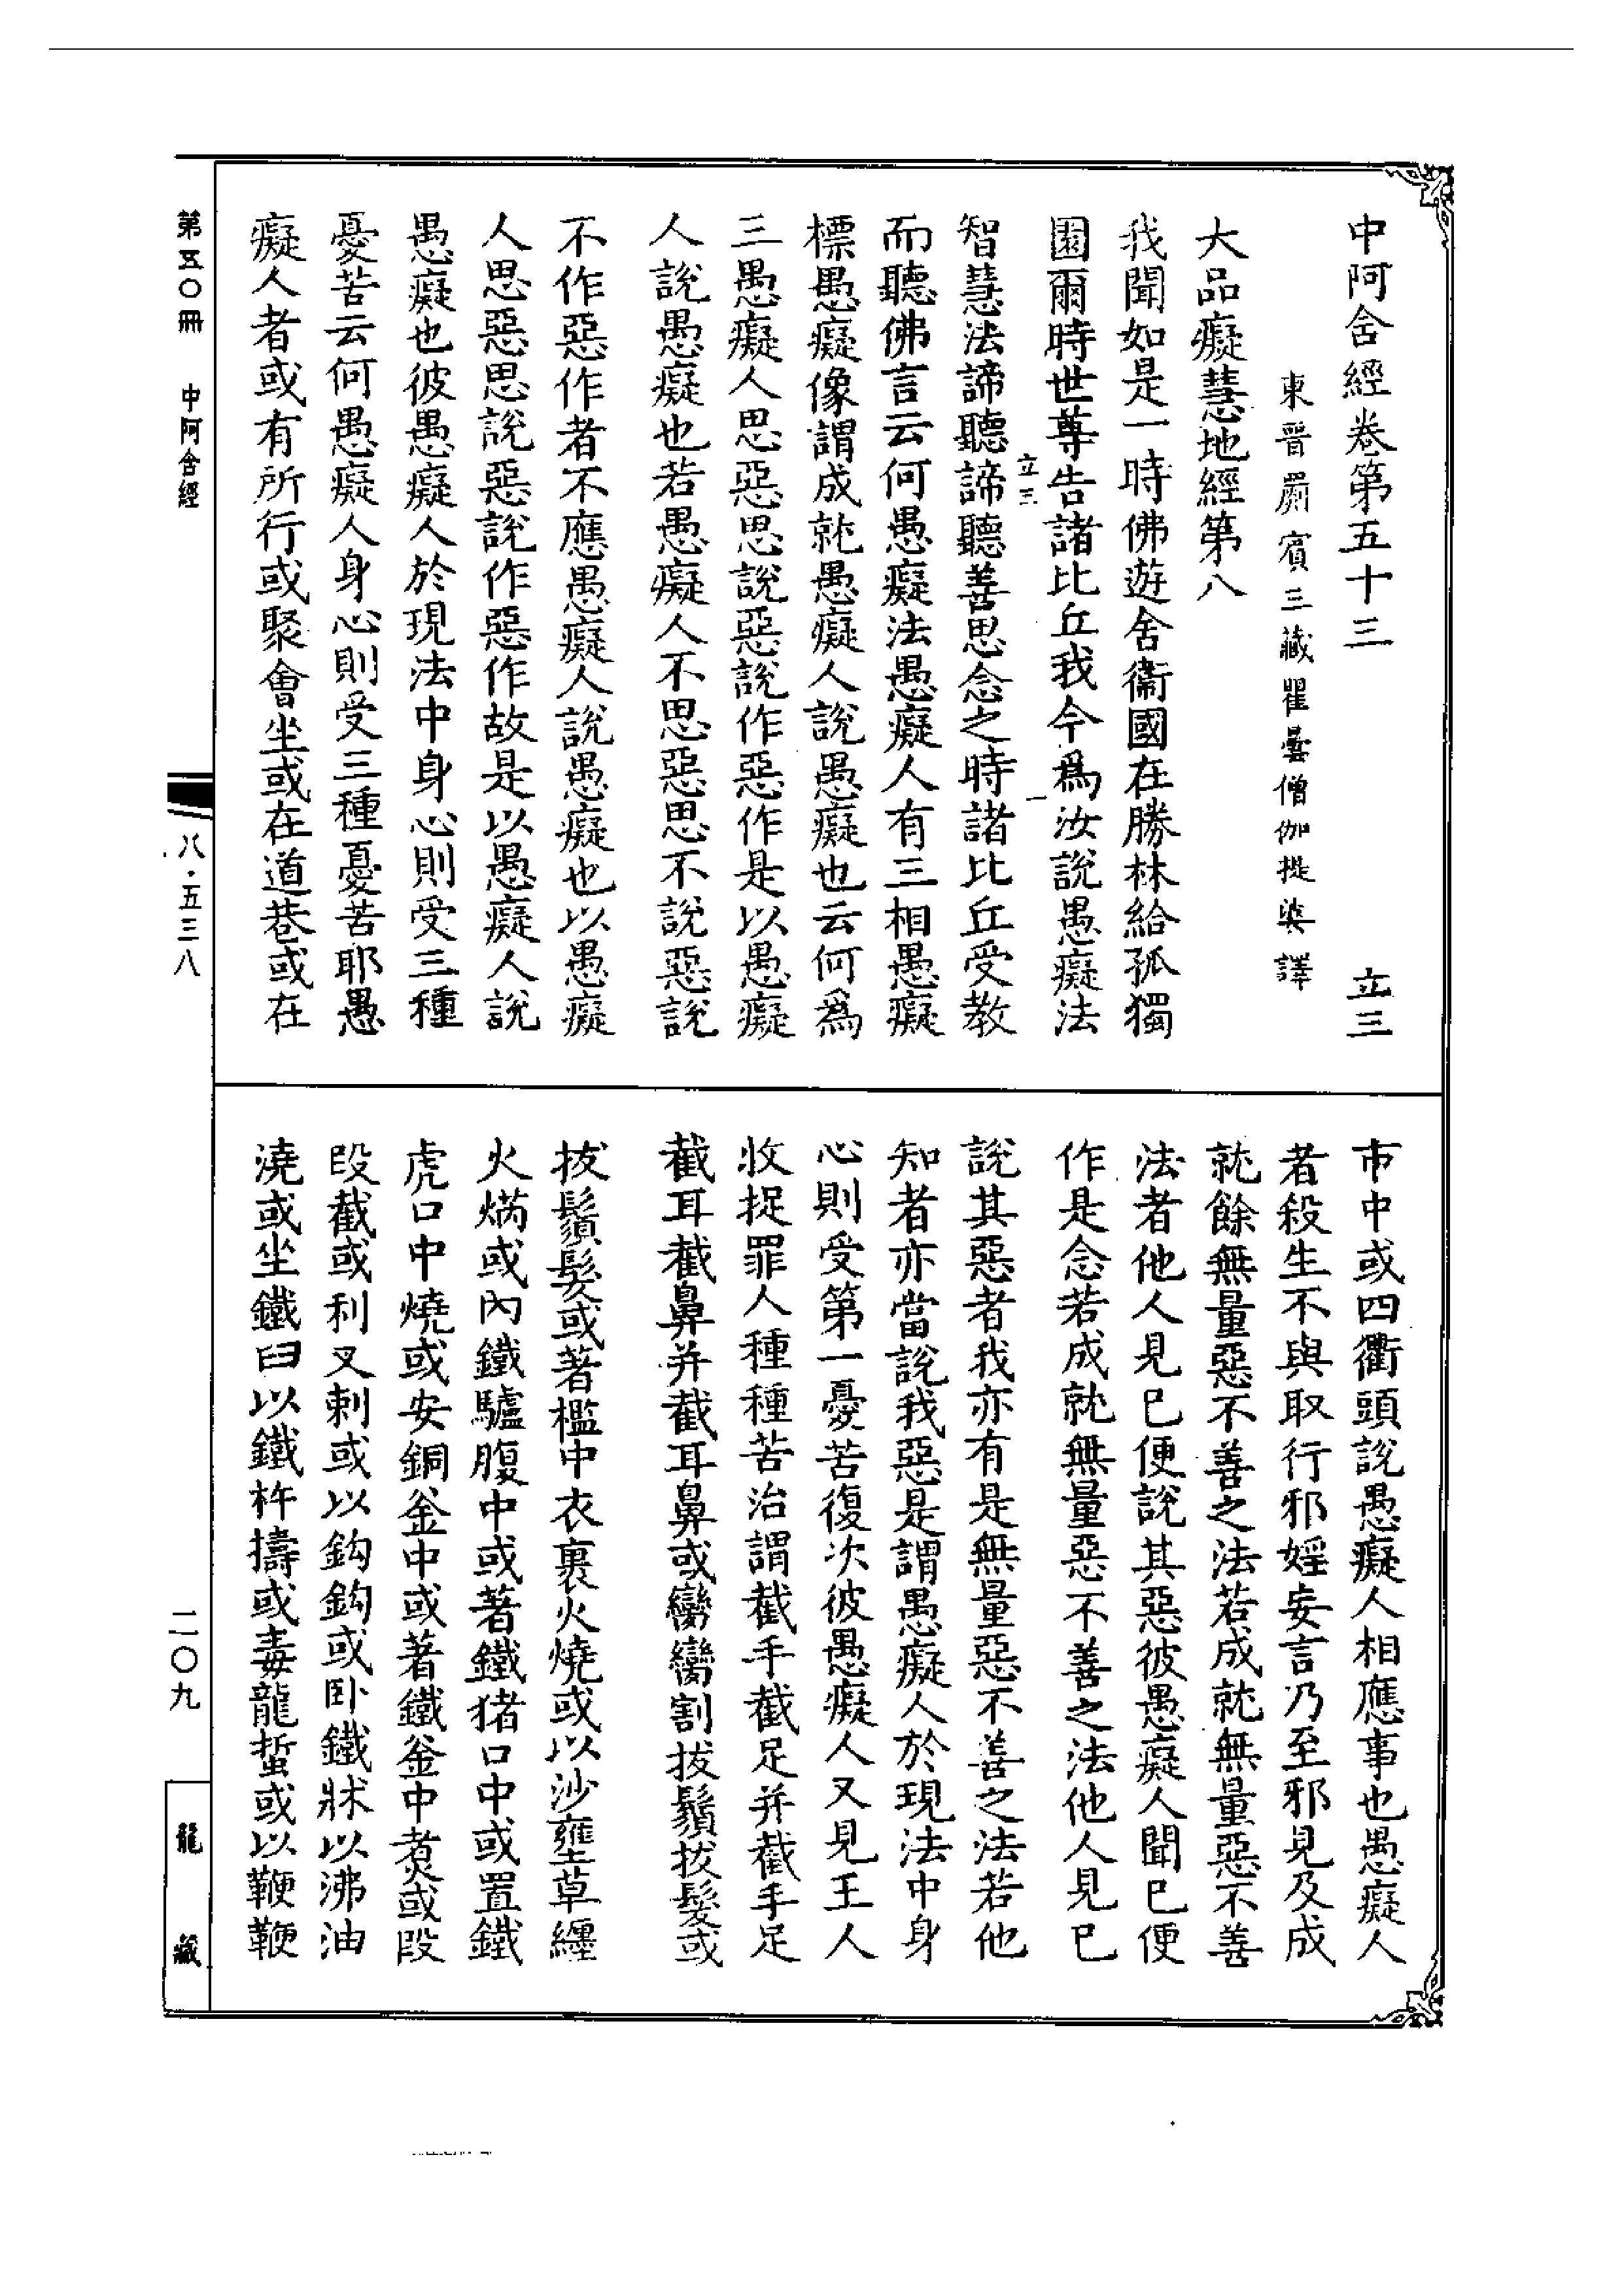 中阿含經卷第五十三　立三
東晉罽賓三藏瞿曇僧伽提婆譯
大品癡慧地經第八
我聞如是一時佛遊舍衞國在勝林給孤獨
園爾時世尊告諸比丘我今爲汝說愚癡法
立三
一
智慧法諦聽諦聽善思念之時諸比丘受教
而聽佛言云何愚癡法愚癡人有三相愚癡
標愚癡像謂成就愚癡人說愚癡也云何爲
三愚癡人思惡思說惡說作惡作是以愚癡
人說愚癡也若愚癡人不思惡思不說惡說
不作惡作者不應愚癡人說愚癡也以愚癡
人思惡思說惡說作惡作故是以愚癡人說
愚癡也彼愚癡人於現法中身心則受三種
憂苦云何愚癡人身心則受三種憂苦耶愚
癡人者或有所行或聚會坐或在道巷或在
市中或四衢頭說愚癡人相應事也愚癡人
者殺生不與取行邪婬妄言乃至邪見及成
就餘無量惡不善之法若成就無量惡不善
法者他人見已便說其惡彼愚癡人聞已便
作是念若成就無量惡不善之法他人見已
說其惡者我亦有是無量惡不善之法若他
知者亦當說我惡是謂愚癡人於現法中身
心則受第一憂苦復次彼愚癡人又見王人
收捉罪人種種苦治謂截手截足并截手足
截耳截鼻并截耳鼻或臠臠割拔鬚拔髮或
拔鬚髮或著檻中衣裹火燒或以沙壅草纏
火焫或內鐵驢腹中或著鐵猪口中或置鐵
虎口中燒或安銅釜中或著鐵釜中煮或段
段截或利叉刺或以鈎鈎或卧鐵牀以沸油
澆或坐鐵臼以鐵杵擣或毒龍蜇或以鞭鞭
第五〇冊　中阿含經
八·五三八
二〇九
龍藏